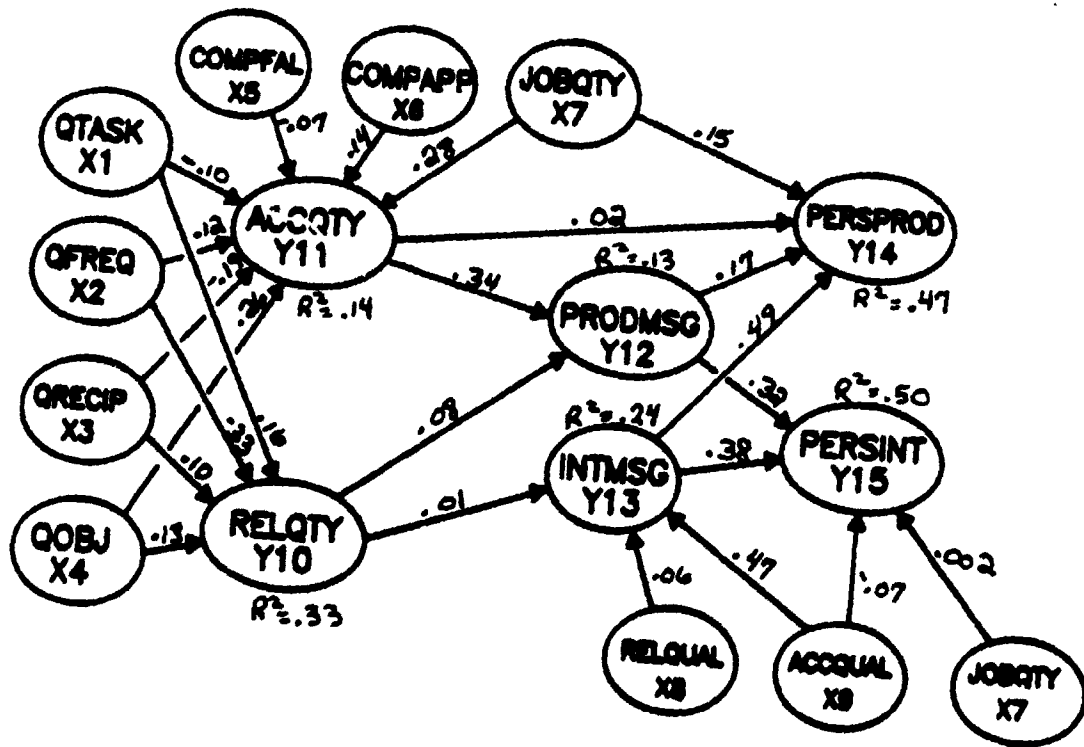 COMPFAL
X5
COMPAPP
X6
JOBQTY
X7
QTASK
X1
-.07
.14
.28
.15
-.10
ACCQTY
Y11
R²=.14
.02
PERSPROD
Y14
R²=.47
QFREQ
X2
.12
.34
R²=.13
PRODMSG
Y12
.17
.49
QRECIP
X3
.10
.16
.08
R²=.24
INTMSG
Y13
.38
R²=.50
PERSINT
Y15
QOBJ
X4
.13
RELQTY
Y10
R²=.33
.01
.06
.47
.07
.002
RELQUAL
X8
ACCQUAL
X9
JOBQTY
X7